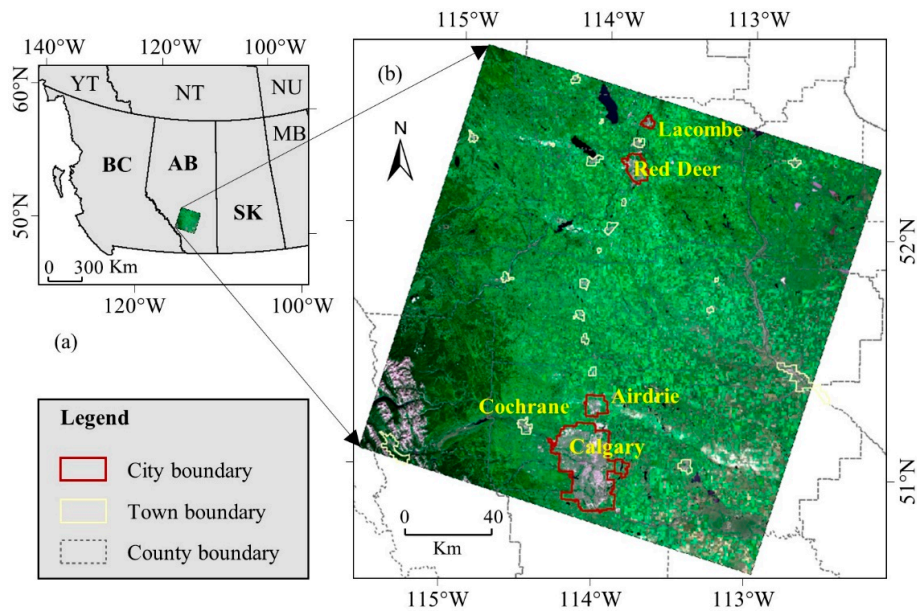 140°W
120°W
100°W
60°N
50°N
YT
NT
NU
MB
BC
AB
SK
0 300 Km
120°W
100°W
(a)
Legend
City boundary
Town boundary
County boundary
115°W
114°W
113°W
(b)
N
Lacombe
Red Deer
52°N
Airdrie
Cochrane
Calgary
51°N
0 40
Km
115°W
114°W
113°W